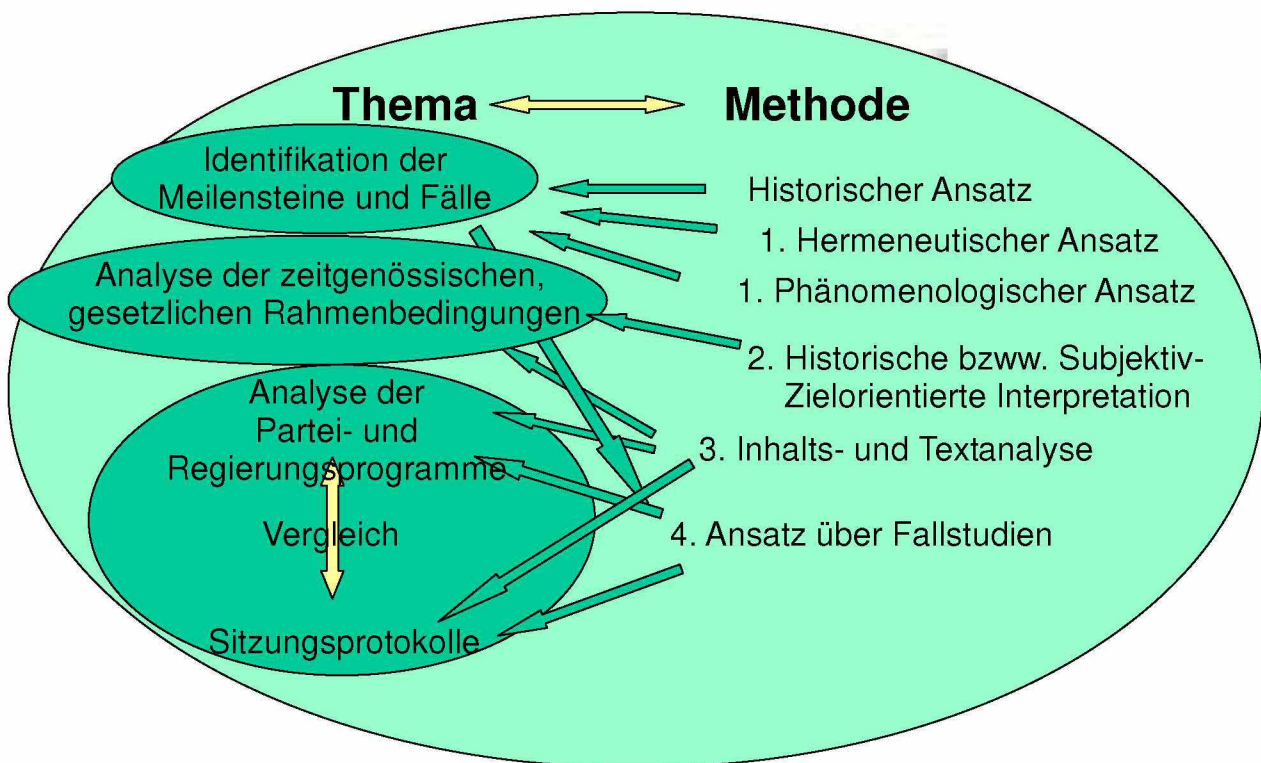 Thema
Methode
Identifikation der
Meilensteine und Fälle
Analyse der zeitgenössischen,
gesetzlichen Rahmenbedingungen
Analyse der
Partei- und
Regierungsprogramme
Vergleich
Sitzungsprotokolle
Historischer Ansatz
1. Hermeneutischer Ansatz
1. Phänomenologischer Ansatz
2. Historische bzww. Subjektiv-
Zielorientierte Interpretation
3. Inhalts- und Textanalyse
4. Ansatz über Fallstudien